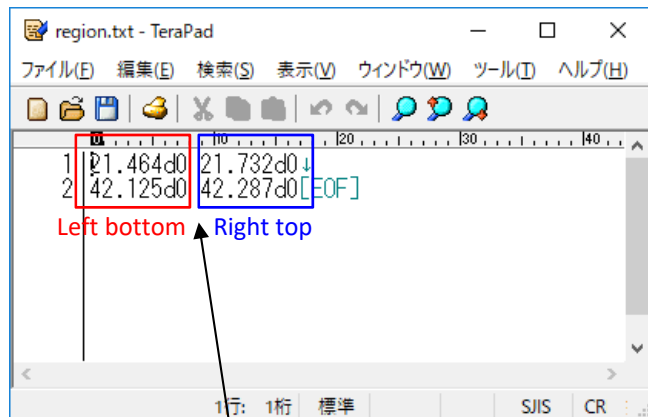 region.txt - TeraPad
ファイル(F) 編集(E) 検索(S) 表示(V) ウィンドウ(W) ツール(T) ヘルプ(H)
0 10 20 30 40
1 21.464d0 21.732d0↓
2 42.125d0 42.287d0[EOF]
Left bottom Right top
1行: 1桁 標準 SJIS CR